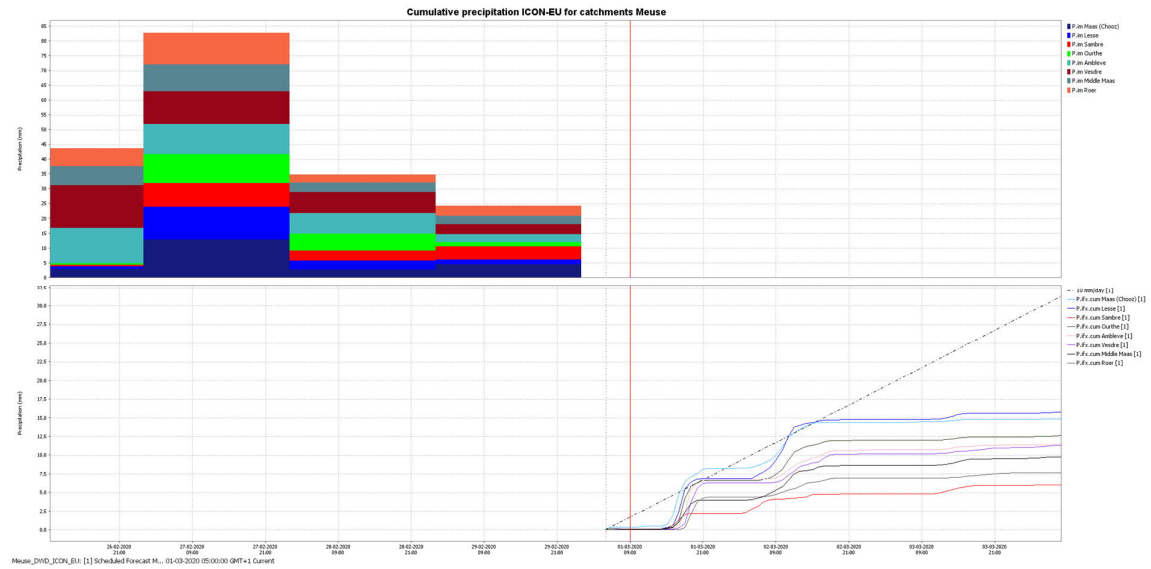 Cumulative precipitation ICON-EU for catchments Meuse
85
80
75
70
65
60
55
50
45
40
35
30
25
20
15
10
5
0
Precipitation (mm)
P.im Maas (Chooz)
P.im Lesse
P.im Sambre
P.im Ourthe
P.im Ambleve
P.im Vesdre
P.im Middle Maas
P.im Roer
30.0
27.5
25.0
22.5
20.0
17.5
15.0
12.5
10.0
7.5
5.0
2.5
0.0
Precipitation (mm)
10 mm/day [1]
P.ifx.cum Maas (Chooz) [1]
P.ifx.cum Lesse [1]
P.ifx.cum Sambre [1]
P.ifx.cum Ourthe [1]
P.ifx.cum Ambleve [1]
P.ifx.cum Vesdre [1]
P.ifx.cum Middle Maas [1]
P.ifx.cum Roer [1]
26-02-2020 27-02-2020 27-02-2020 28-02-2020 28-02-2020 29-02-2020 29-02-2020 01-03-2020 01-03-2020 02-03-2020 02-03-2020 03-03-2020 03-03-2020
21:00 09:00 21:00 09:00 21:00 09:00 21:00 09:00 21:00 09:00 21:00 09:00 21:00
Meuse_DWD_ICON_EU: [1] Scheduled Forecast M... 01-03-2020 05:00:00 GMT+1 Current